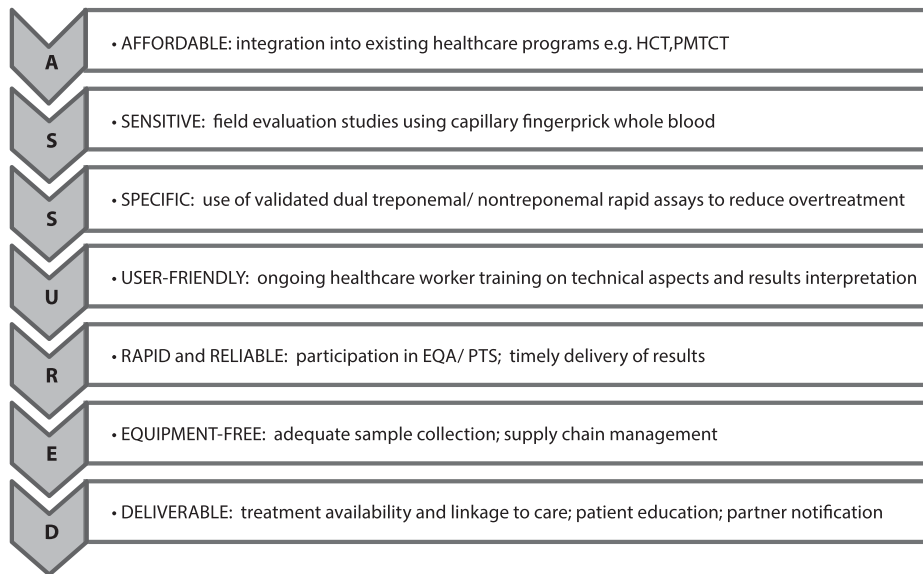 A
• AFFORDABLE: integration into existing healthcare programs e.g. HCT,PMTCT
S
• SENSITIVE: field evaluation studies using capillary fingerprick whole blood
S
• SPECIFIC: use of validated dual treponemal/ nontreponemal rapid assays to reduce overtreatment
U
• USER-FRIENDLY: ongoing healthcare worker training on technical aspects and results interpretation
R
• RAPID and RELIABLE: participation in EQA/ PTS; timely delivery of results
E
• EQUIPMENT-FREE: adequate sample collection; supply chain management
D
• DELIVERABLE: treatment availability and linkage to care; patient education; partner notification